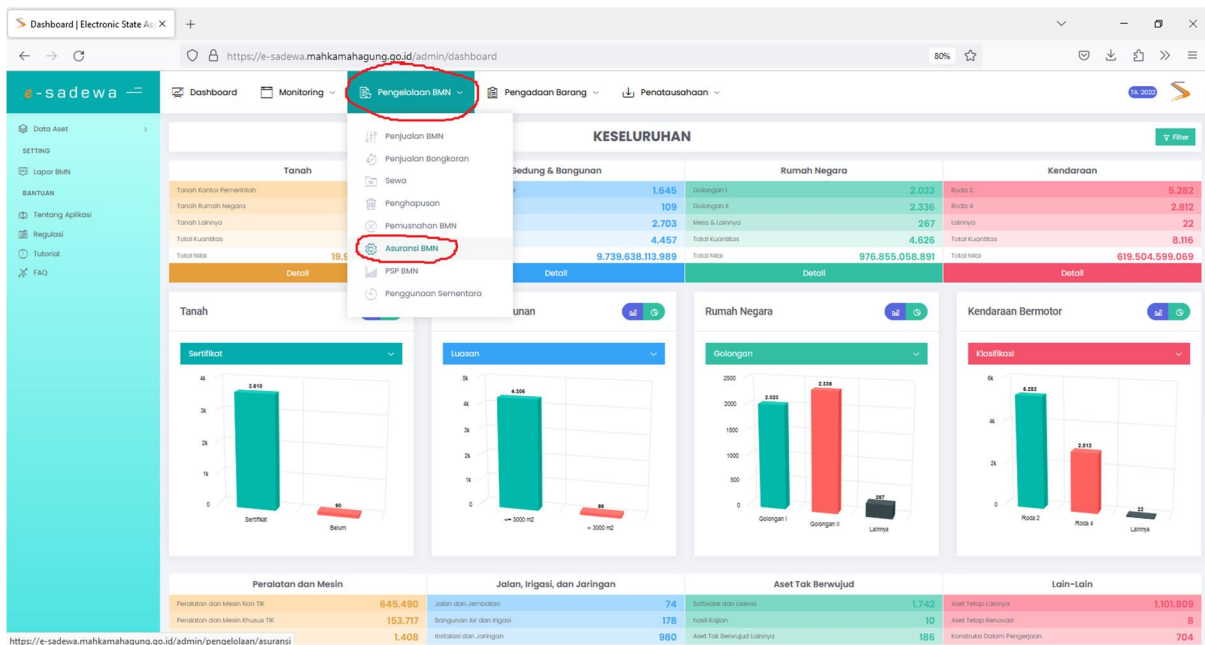 Dashboard | Electronic State As
https://e-sadewa.mahkamahagung.go.id/admin/dashboard
80%
e-sadewa
Dashboard
Monitoring
Pengelolaan BMN
Pengadaan Barang
Penatausahaan
TA. 2022
Data Aset
SETTING
Lapor BMN
BANTUAN
Tentang Aplikasi
Regulasi
Tutorial
FAQ
Penjualan BMN
Penjualan Bongkaran
Sewa
Penghapusan
Pemusnahan BMN
Asuransi BMN
PSP BMN
Penggunaan Sementara
KESELURUHAN
Filter
Tanah
Tanah Kantor Pemerintah
Tanah Rumah Negara
Tanah Lainnya
Total Kuantitas
Total Nilai 19.9
Detail
Gedung & Bangunan
1.645
109
2.703
4.457
9.739.638.113.989
Detail
Rumah Negara
Golongan I 2.023
Golongan II 2.336
Mess & Lainnya 267
Total Kuantitas 4.626
Total Nilai 976.855.058.891
Detail
Kendaraan
Roda 2 5.282
Roda 4 2.812
Lainnya 22
Total Kuantitas 8.116
Total Nilai 619.504.599.069
Detail
Tanah
Sertifikat
4k
3k
2k
1k
0
3.610
90
Sertifikat
Belum
unan
Luasan
5k
4k
3k
2k
1k
0
<= 3000 m2
> 3000 m2
Rumah Negara
Golongan
2500
2000
1500
1000
500
0
2.023
2.336
267
Golongan I
Golongan II
Lainnya
Kendaraan Bermotor
Klasifikasi
6k
4k
2k
0
5.282
2.812
22
Roda 2
Roda 4
Lainnya
Peralatan dan Mesin
Peralatan dan Mesin Non TIK 645.490
Peralatan dan Mesin Khusus TIK 153.717
1.408
Jalan, Irigasi, dan Jaringan
Jalan dan Jembatan 74
Bangunan Air dan Irigasi 178
Instalasi dan Jaringan 980
Aset Tak Berwujud
Software dan Lisensi 1.742
hasil Kajian 10
Aset Tak Berwujud Lainnya 186
Lain-Lain
Aset Tetap Lainnya 1.101.809
Aset Tetap Renovasi 8
Konstruksi Dalam Pengerjaan 704
https://e-sadewa.mahkamahagung.go.id/admin/pengelolaan/asuransi